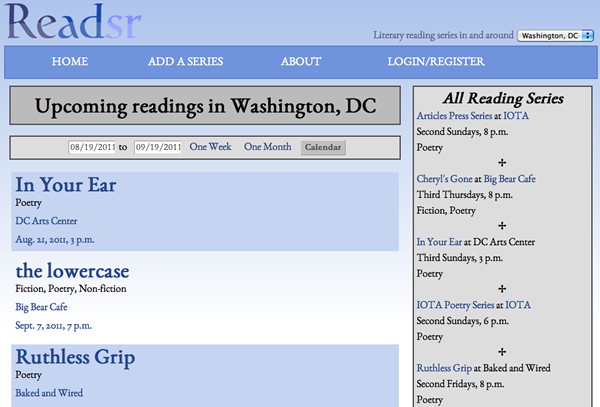 Readsr
Literary reading series in and around Washington, DC
HOME ADD A SERIES ABOUT LOGIN/REGISTER
Upcoming readings in Washington, DC
08/19/2011 to 09/19/2011 One Week One Month Calendar
In Your Ear
Poetry
DC Arts Center
Aug. 21, 2011, 3 p.m.
the lowercase
Fiction, Poetry, Non-fiction
Big Bear Cafe
Sept. 7, 2011, 7 p.m.
Ruthless Grip
Poetry
Baked and Wired
All Reading Series
Articles Press Series at IOTA
Second Sundays, 8 p.m.
Poetry
Cheryl's Gone at Big Bear Cafe
Third Thursdays, 8 p.m.
Fiction, Poetry
In Your Ear at DC Arts Center
Third Sundays, 3 p.m.
Poetry
IOTA Poetry Series at IOTA
Second Sundays, 6 p.m.
Poetry
Ruthless Grip at Baked and Wired
Second Fridays, 8 p.m.
Poetry